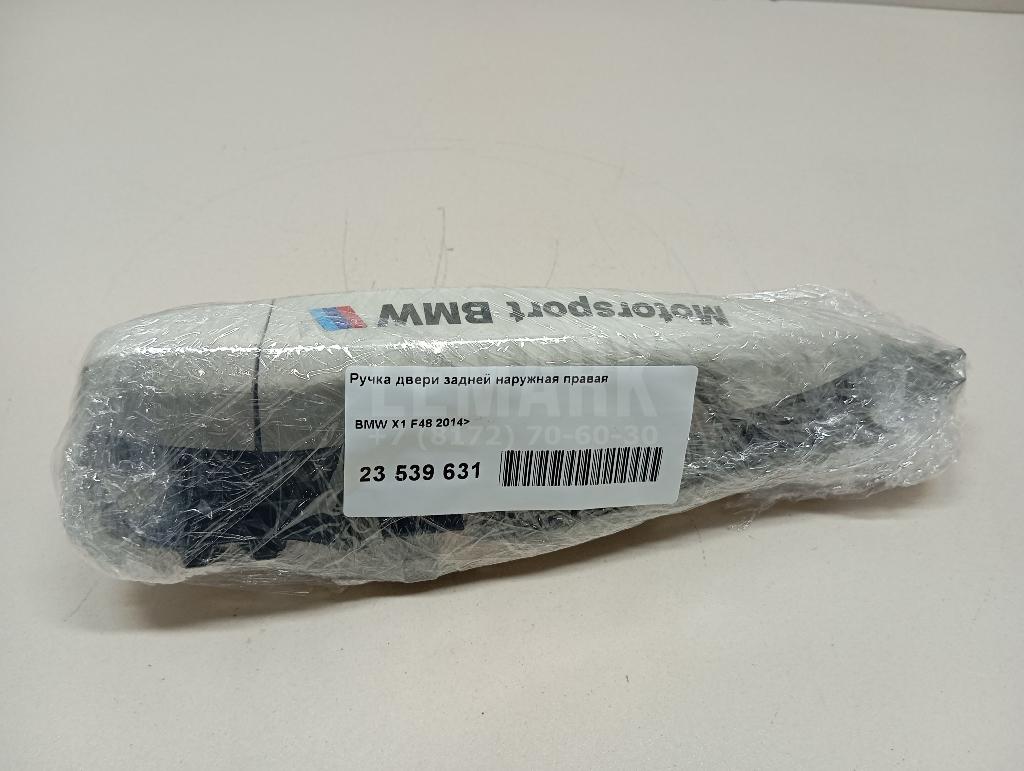 Motorsport BMW
Ручка двери задней наружная правая
LEMARK
BMW X1 F48 2014>
+7 (8172) 70-60-30
23 539 631